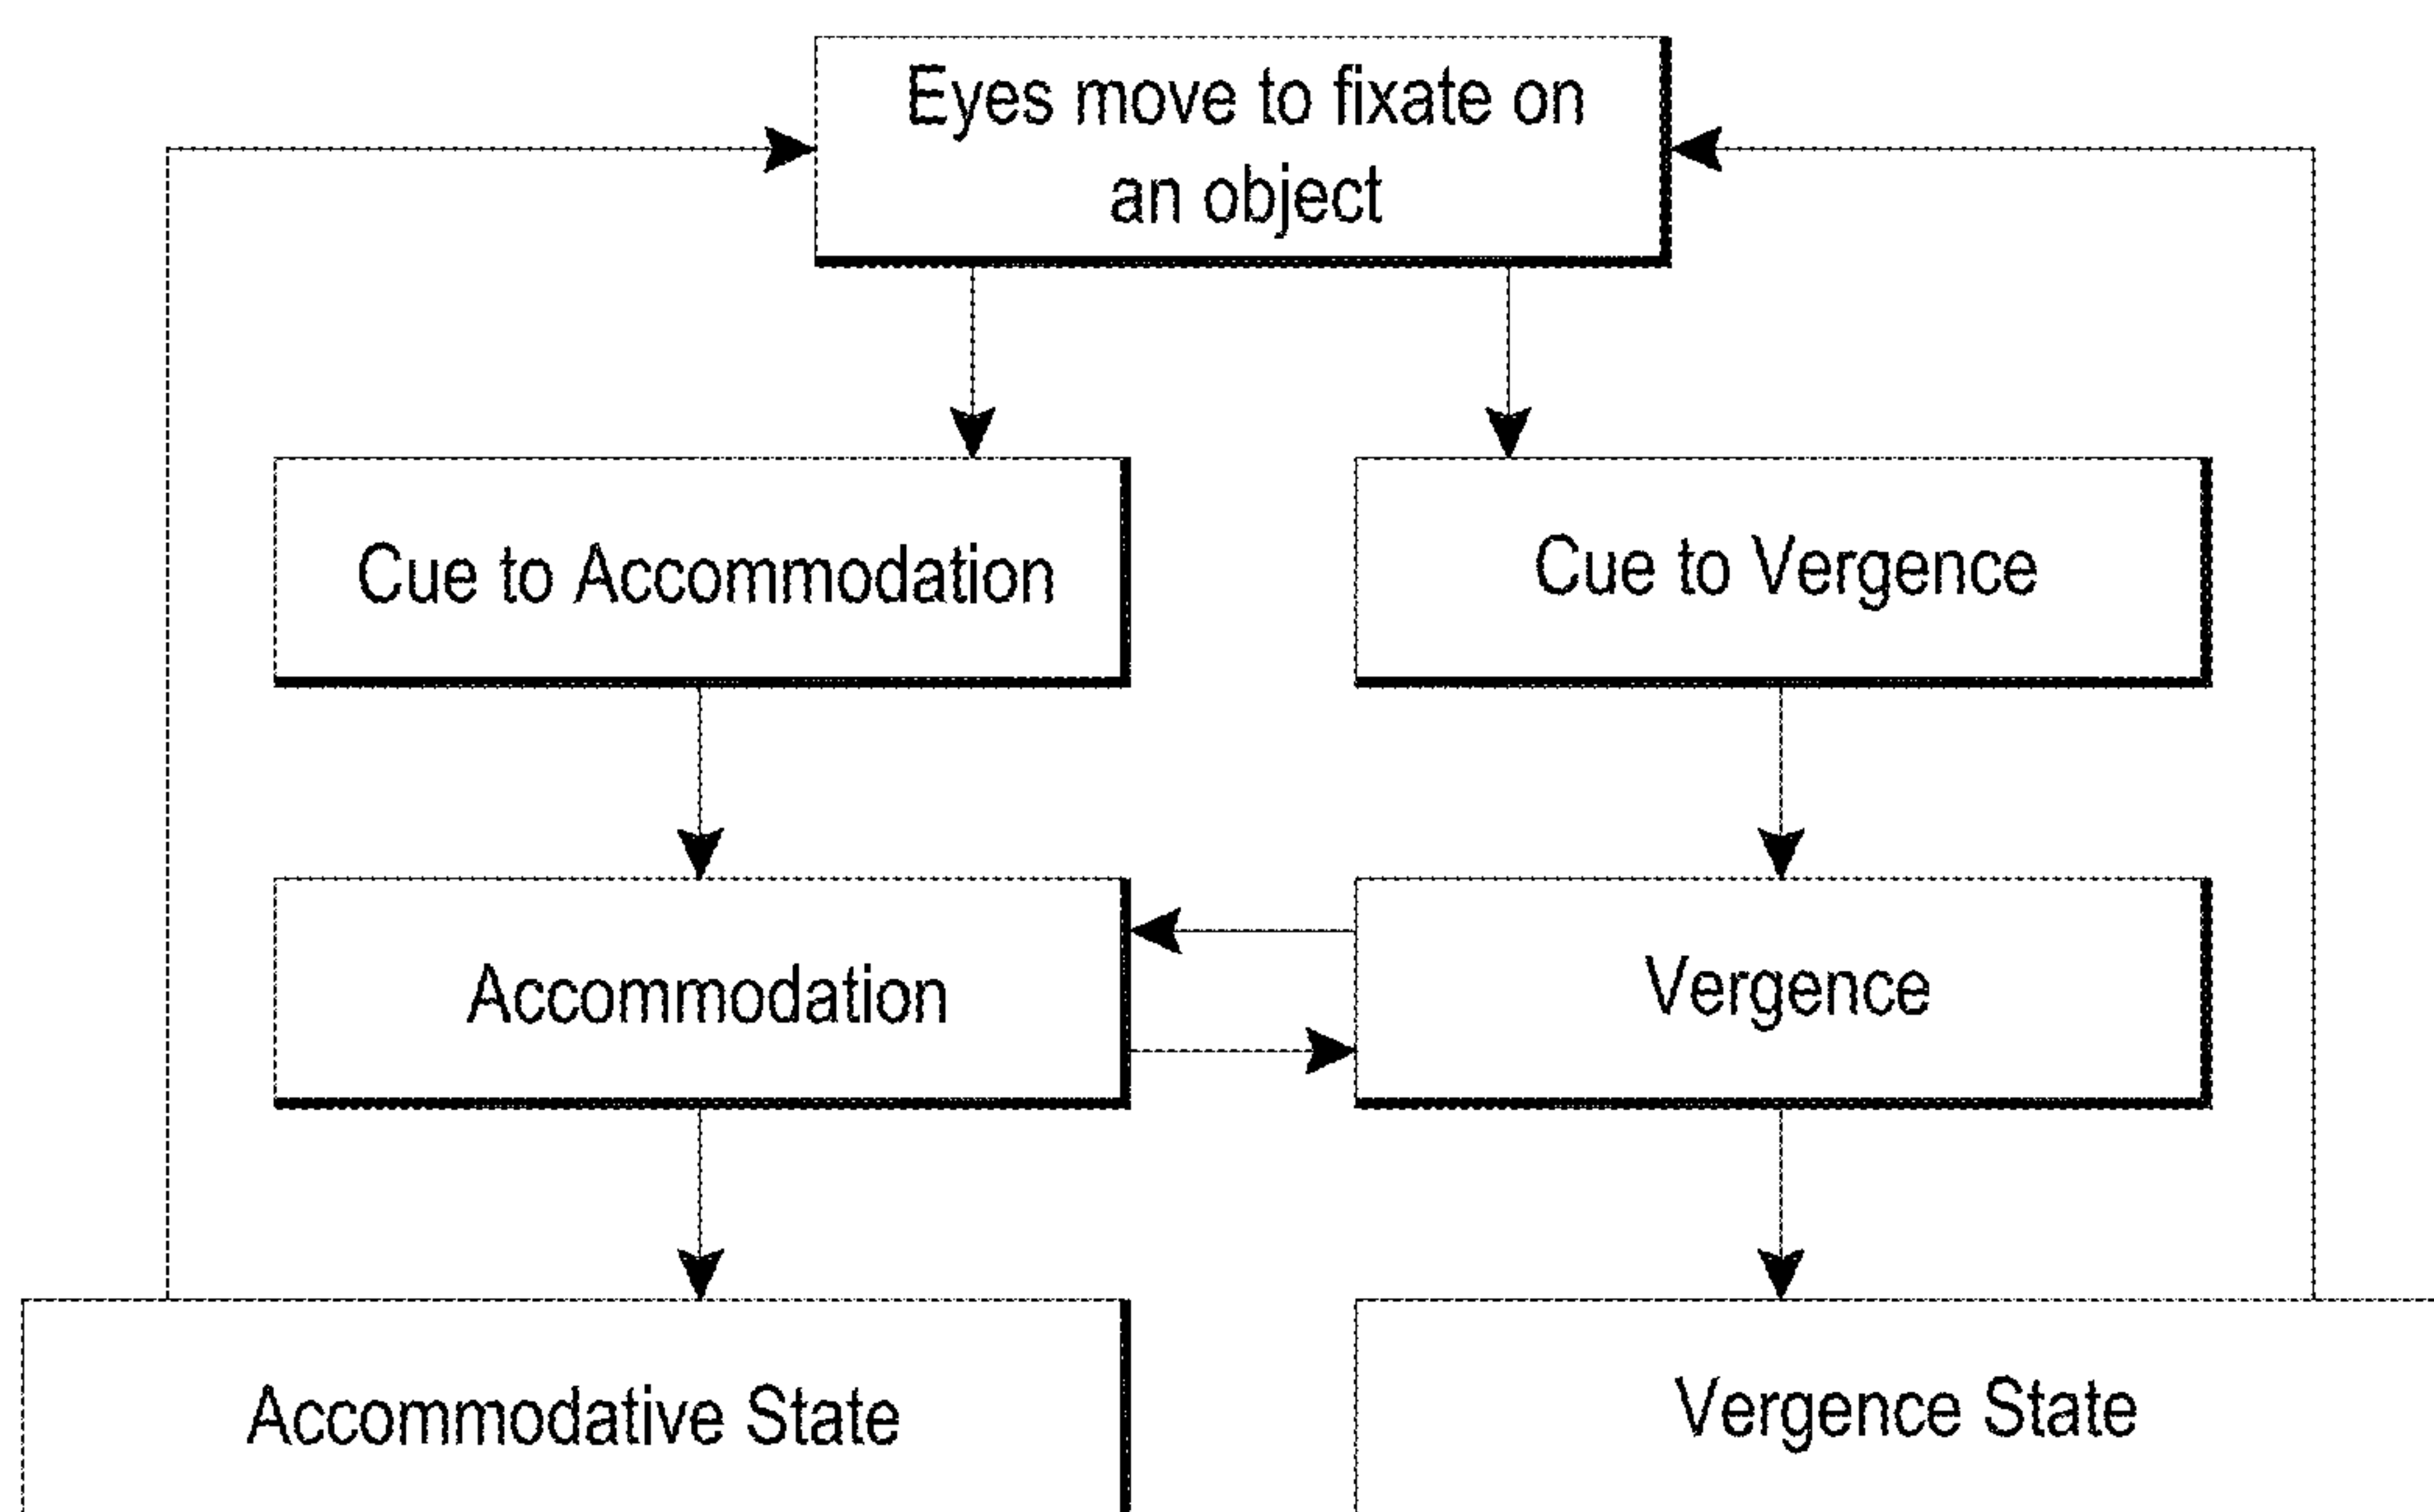 Eyes move to fixate on
an object
Cue to Accommodation
Cue to Vergence
Accommodation
Vergence
Accommodative State
Vergence State